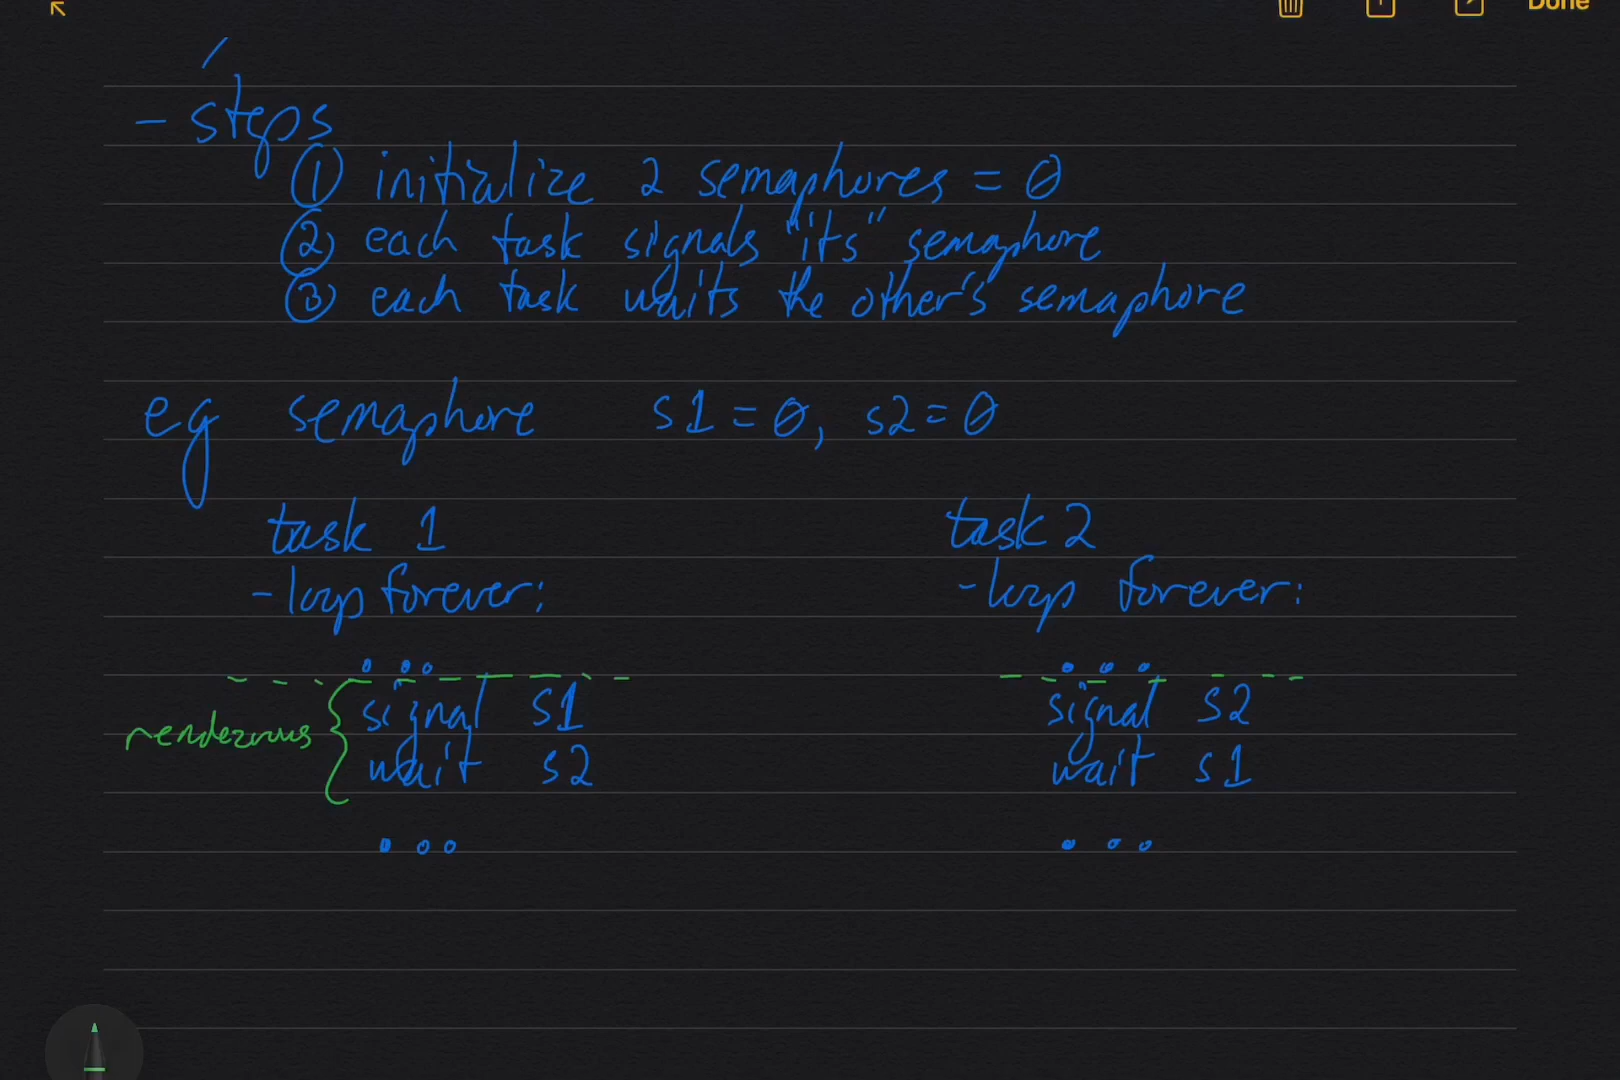 Done
- steps
① initialize 2 semaphores = 0
② each task signals "its" semaphore
③ each task waits the other's semaphore
eg semaphore s1 = 0, s2 = 0
task 1 task 2
- loop forever: - loop forever:
... ...
signal s1 signal s2
rendezvous
wait s2 wait s1
... ...